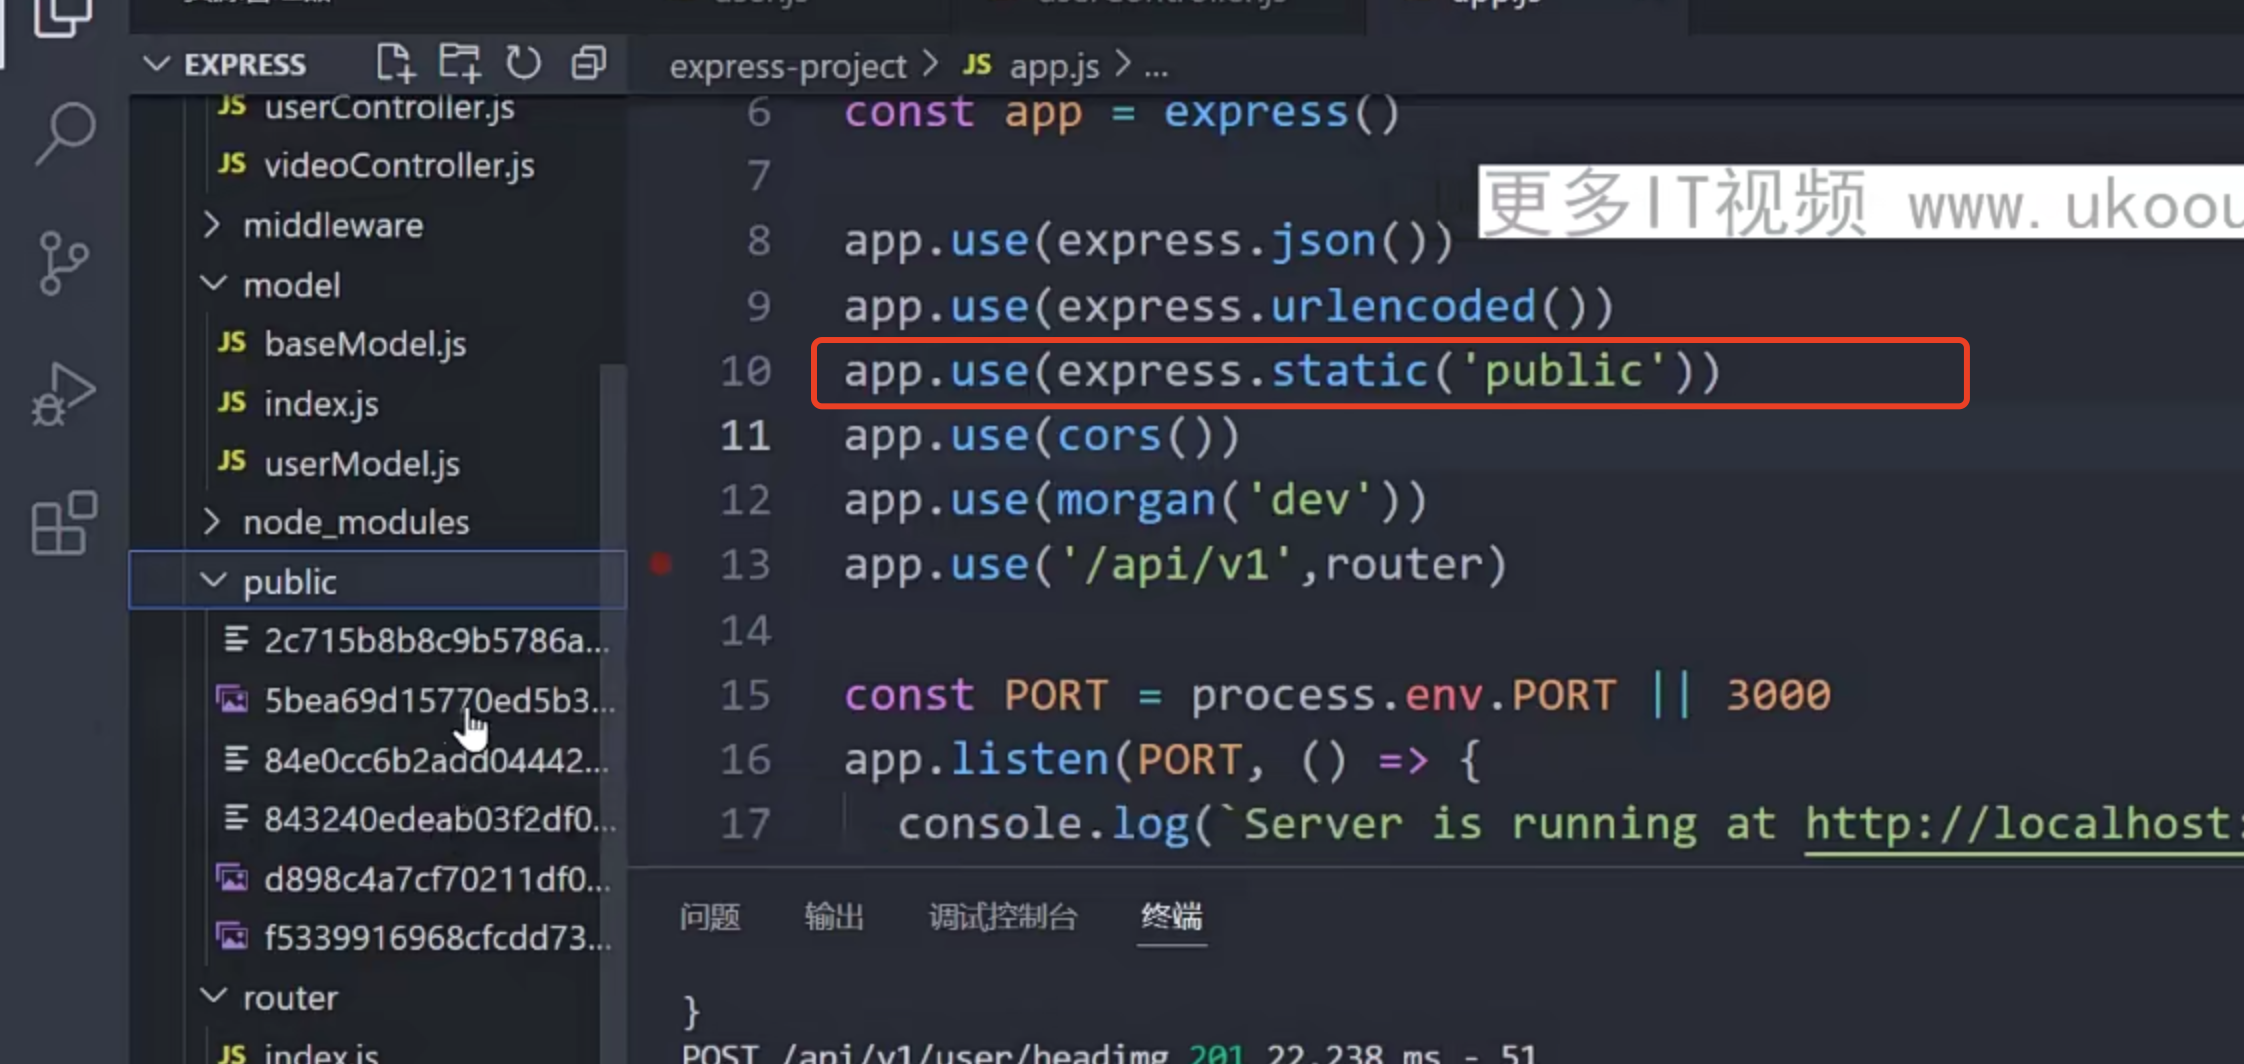 app.js
EXPRESS
express-project > JS app.js > ...
JS userController.js
JS videoController.js
middleware
model
JS baseModel.js
JS index.js
JS userModel.js
node_modules
public
2c715b8b8c9b5786a...
5bea69d15770ed5b3...
84e0cc6b2add04442...
843240edeab03f2df0...
d898c4a7cf70211df0...
f5339916968cfcdd73...
router
JS index.js
6 const app = express()
7
8 app.use(express.json())
9 app.use(express.urlencoded())
10 app.use(express.static('public'))
11 app.use(cors())
12 app.use(morgan('dev'))
13 app.use('/api/v1',router)
14
15 const PORT = process.env.PORT || 3000
16 app.listen(PORT, () => {
17 console.log(`Server is running at http://localhost:
更多IT视频 www.ukoou
问题 输出 调试控制台 终端
}
POST /api/v1/user/headimg 201 22.238 ms - 51